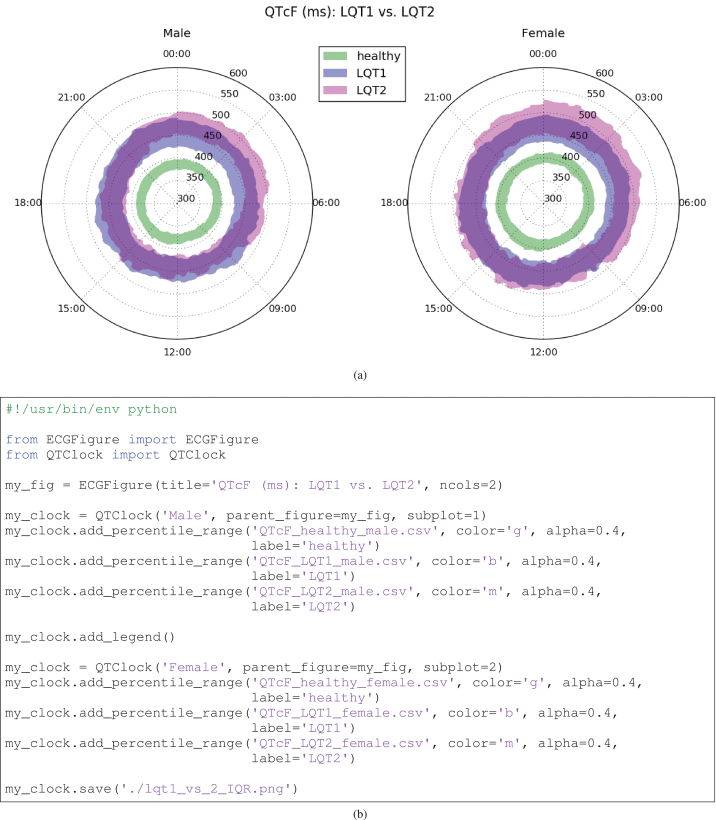 QTcF (ms): LQT1 vs. LQT2
Male
Female
healthy
LQT1
LQT2
00:00
03:00
06:00
09:00
12:00
15:00
18:00
21:00
600
550
500
450
400
350
300
00:00
03:00
06:00
09:00
12:00
15:00
18:00
21:00
600
550
500
450
400
350
300
(a)
#!/usr/bin/env python
from ECGFigure import ECGFigure
from QTClock import QTClock
my_fig = ECGFigure(title='QTcF (ms): LQT1 vs. LQT2', ncols=2)
my_clock = QTClock('Male', parent_figure=my_fig, subplot=1)
my_clock.add_percentile_range('QTcF_healthy_male.csv', color='g', alpha=0.4,
label='healthy')
my_clock.add_percentile_range('QTcF_LQT1_male.csv', color='b', alpha=0.4,
label='LQT1')
my_clock.add_percentile_range('QTcF_LQT2_male.csv', color='m', alpha=0.4,
label='LQT2')
my_clock.add_legend()
my_clock = QTClock('Female', parent_figure=my_fig, subplot=2)
my_clock.add_percentile_range('QTcF_healthy_female.csv', color='g', alpha=0.4,
label='healthy')
my_clock.add_percentile_range('QTcF_LQT1_female.csv', color='b', alpha=0.4,
label='LQT1')
my_clock.add_percentile_range('QTcF_LQT2_female.csv', color='m', alpha=0.4,
label='LQT2')
my_clock.save('./lqt1_vs_2_IQR.png')
(b)